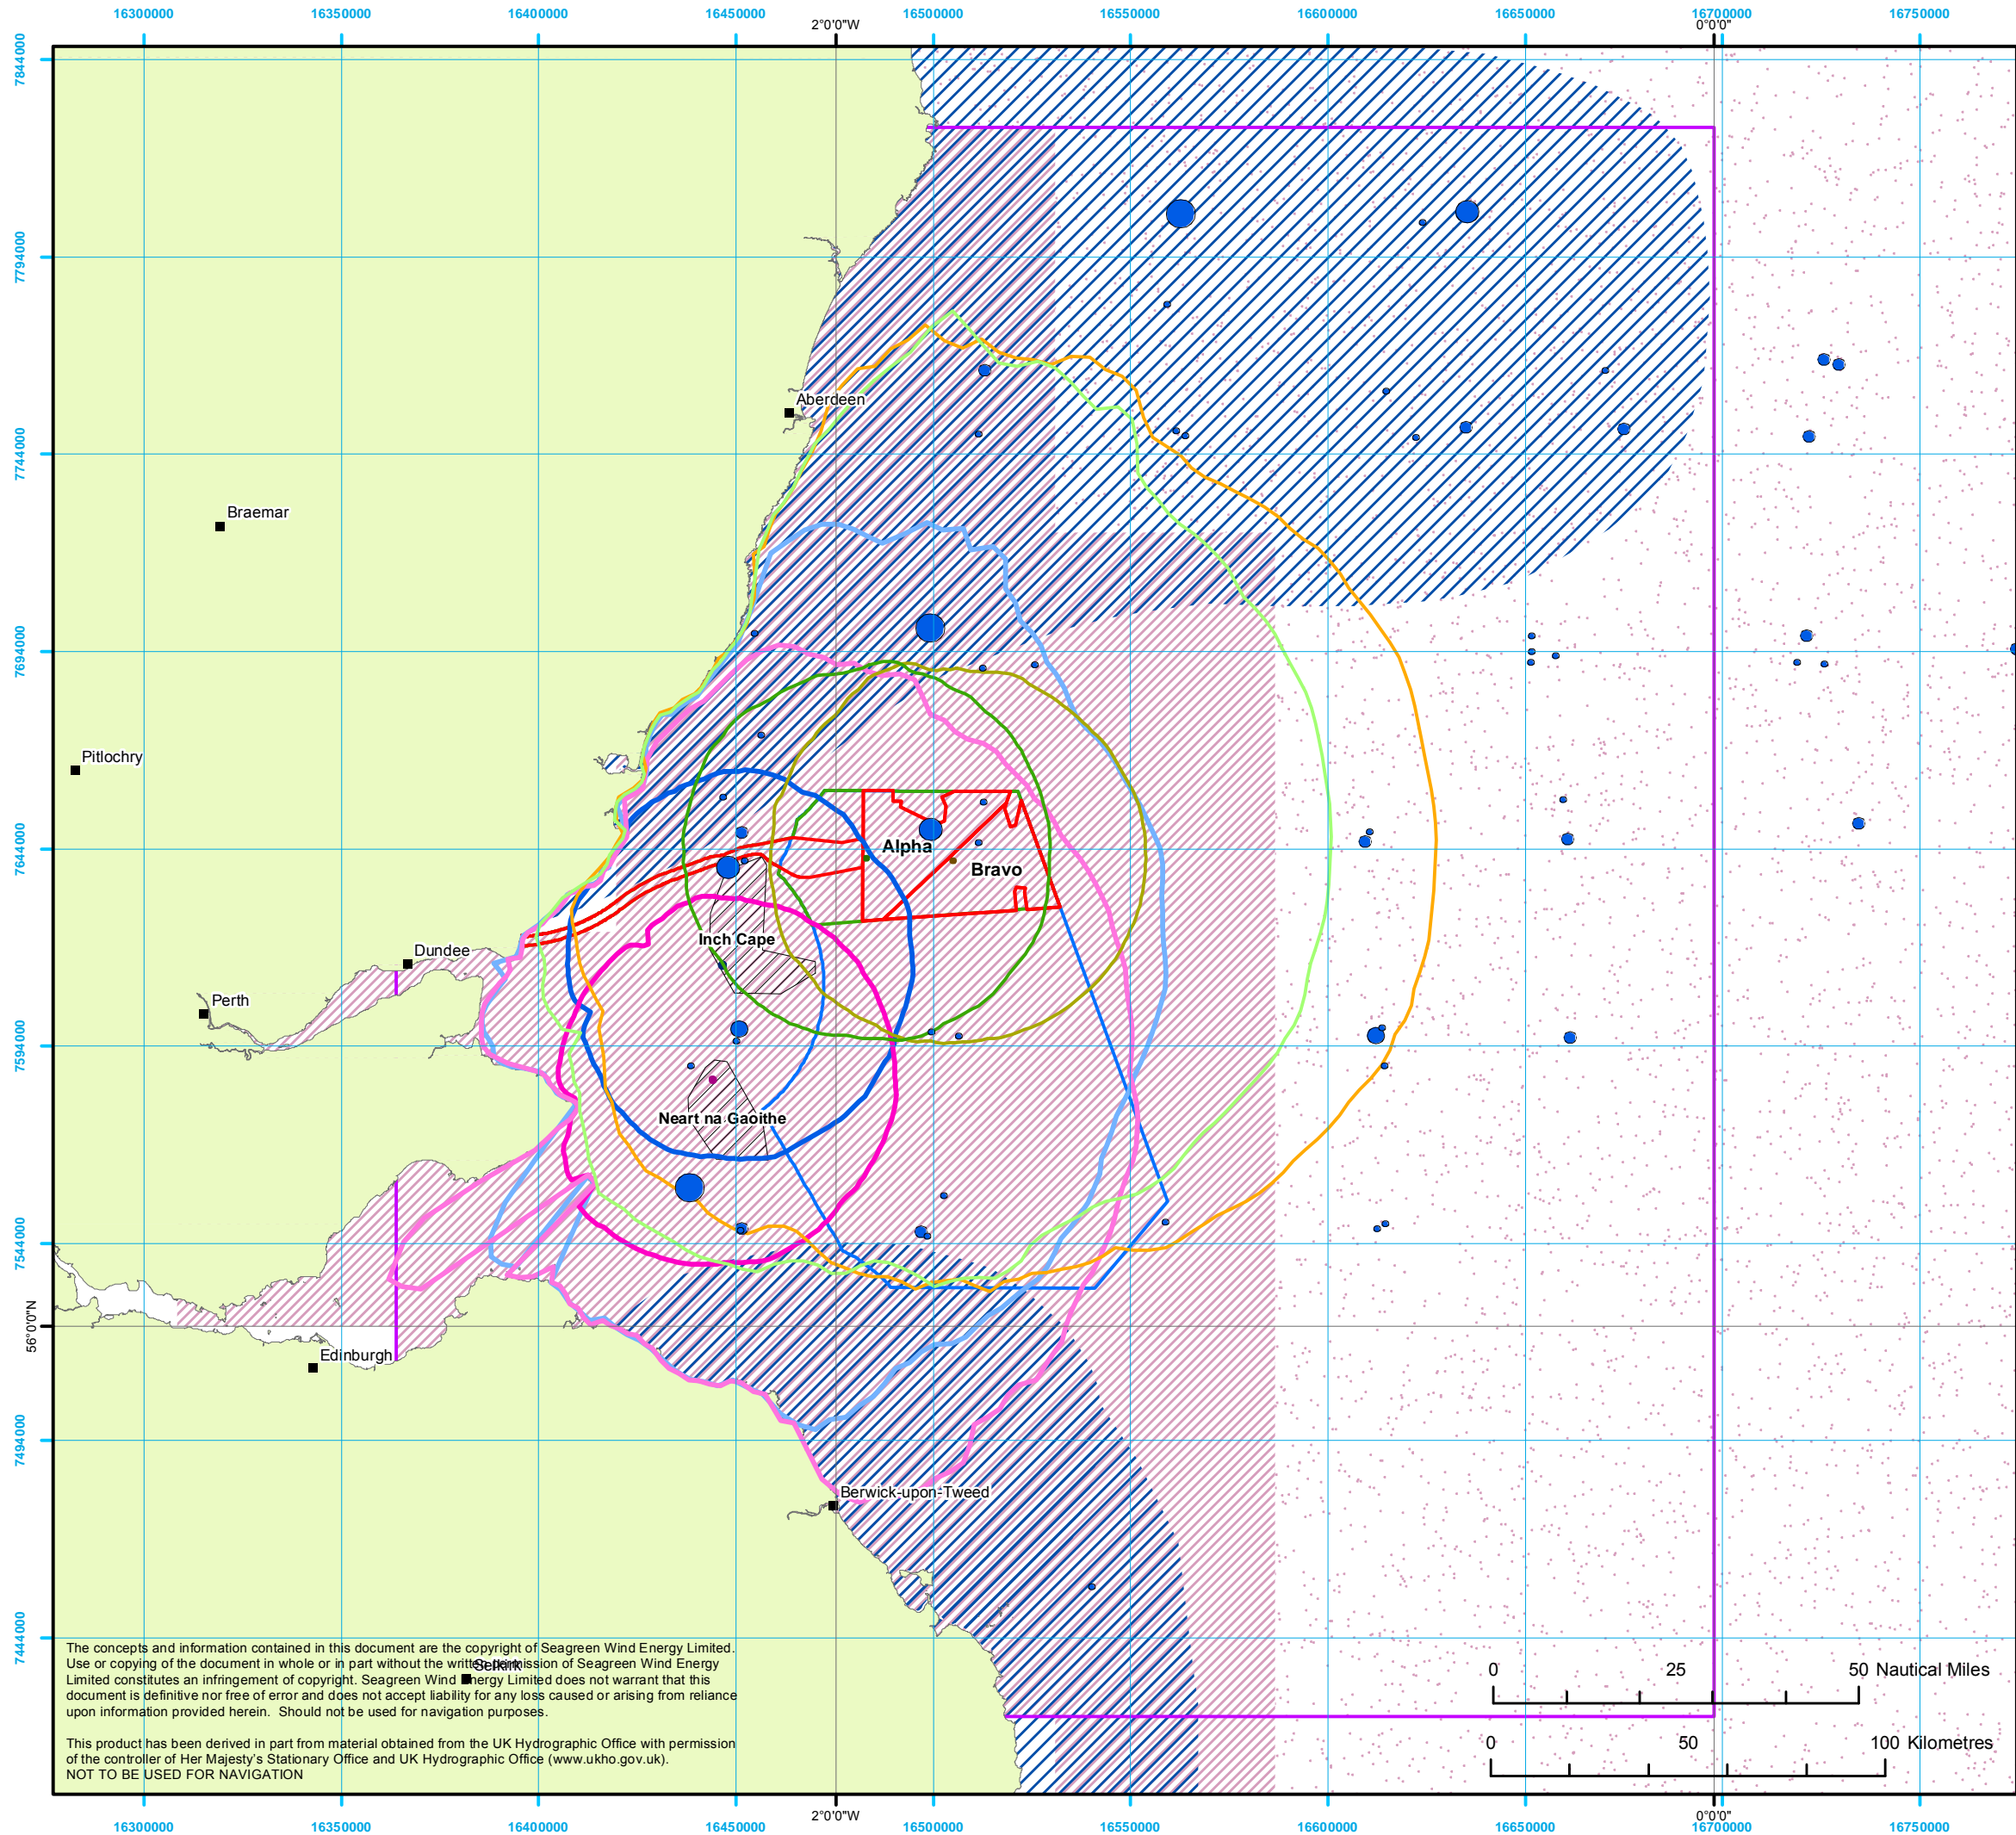 16300000 16350000 16400000 16450000 16500000 16550000 16600000 16650000 16700000 16750000
2°0'0"W 0°0'0"
7844000
7794000
Aberdeen
7744000
Braemar
7694000
Pitlochry
7644000
Alpha
Bravo
Inch Cape
Dundee
Perth
7594000
Neart na Gaoithe
7544000
56°0'0"N
Edinburgh
7494000
Berwick-upon-Tweed
7444000
The concepts and information contained in this document are the copyright of Seagreen Wind Energy Limited.
Use or copying of the document in whole or in part without the written permission of Seagreen Wind Energy
Selkirk
Limited constitutes an infringement of copyright. Seagreen Wind Energy Limited does not warrant that this
document is definitive nor free of error and does not accept liability for any loss caused or arising from reliance
upon information provided herein. Should not be used for navigation purposes.
This product has been derived in part from material obtained from the UK Hydrographic Office with permission
of the controller of Her Majesty's Stationary Office and UK Hydrographic Office (www.ukho.gov.uk).
NOT TO BE USED FOR NAVIGATION
0 25 50 Nautical Miles
0 50 100 Kilometres
2°0'0"W 0°0'0"
16300000 16350000 16400000 16450000 16500000 16550000 16600000 16650000 16700000 16750000